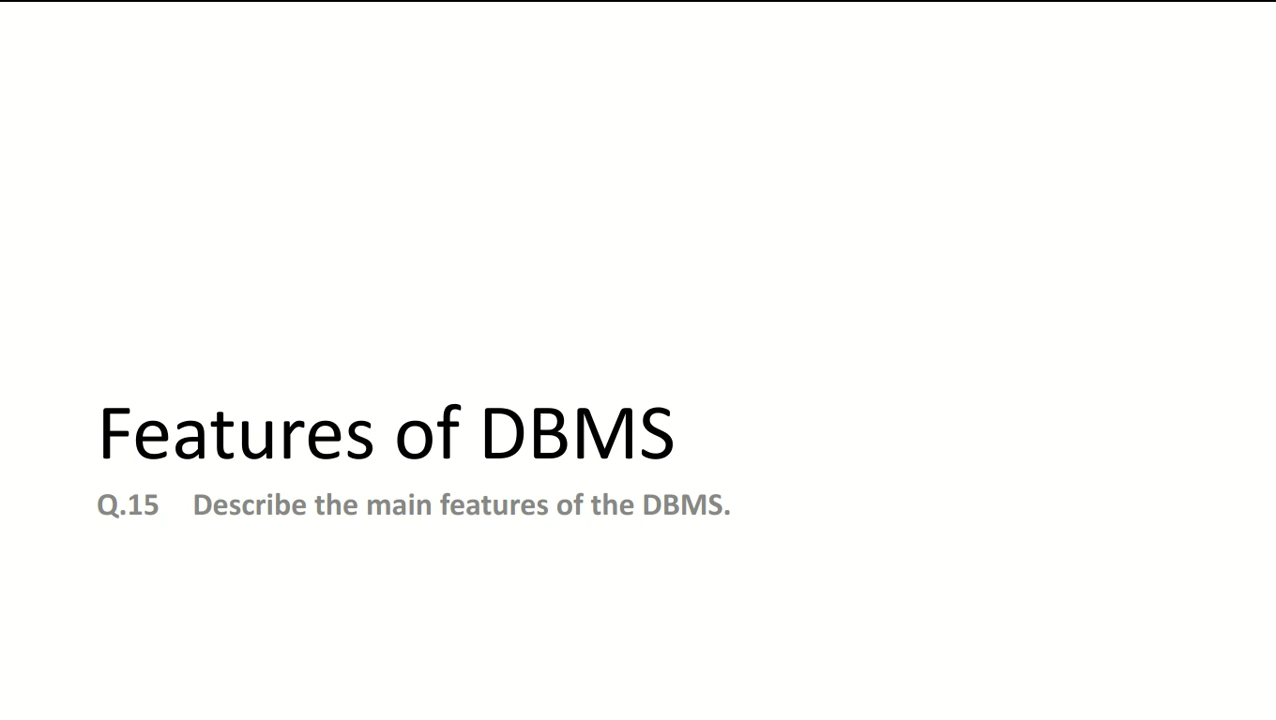 Features of DBMS
Q.15 Describe the main features of the DBMS.